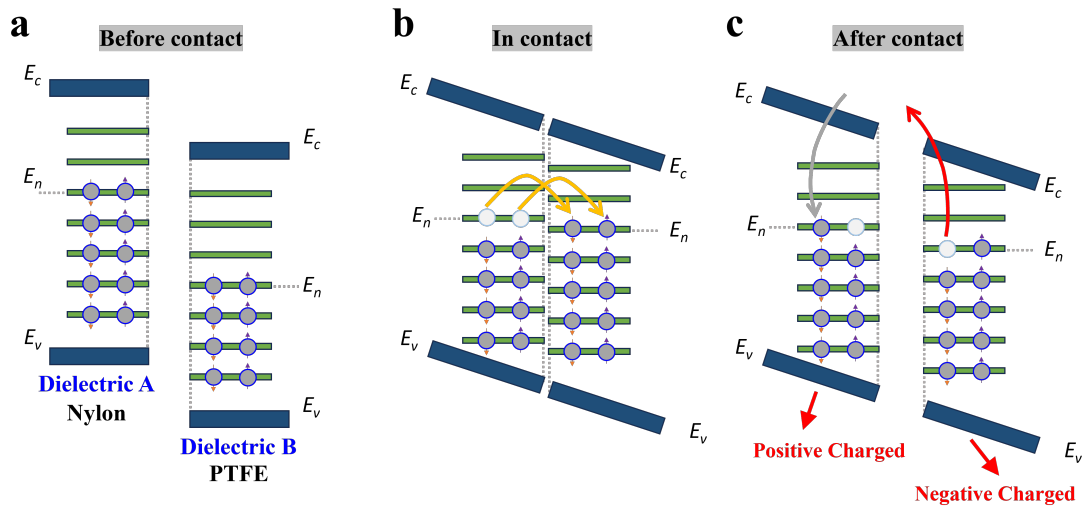 a
Before contact
Ec
En
Ev
Dielectric A
Nylon
Ec
En
Ev
Dielectric B
PTFE
b
In contact
Ec
Ec
En
En
Ev
Ev
c
After contact
Ec
Ec
En
En
Ev
Ev
Positive Charged
Negative Charged